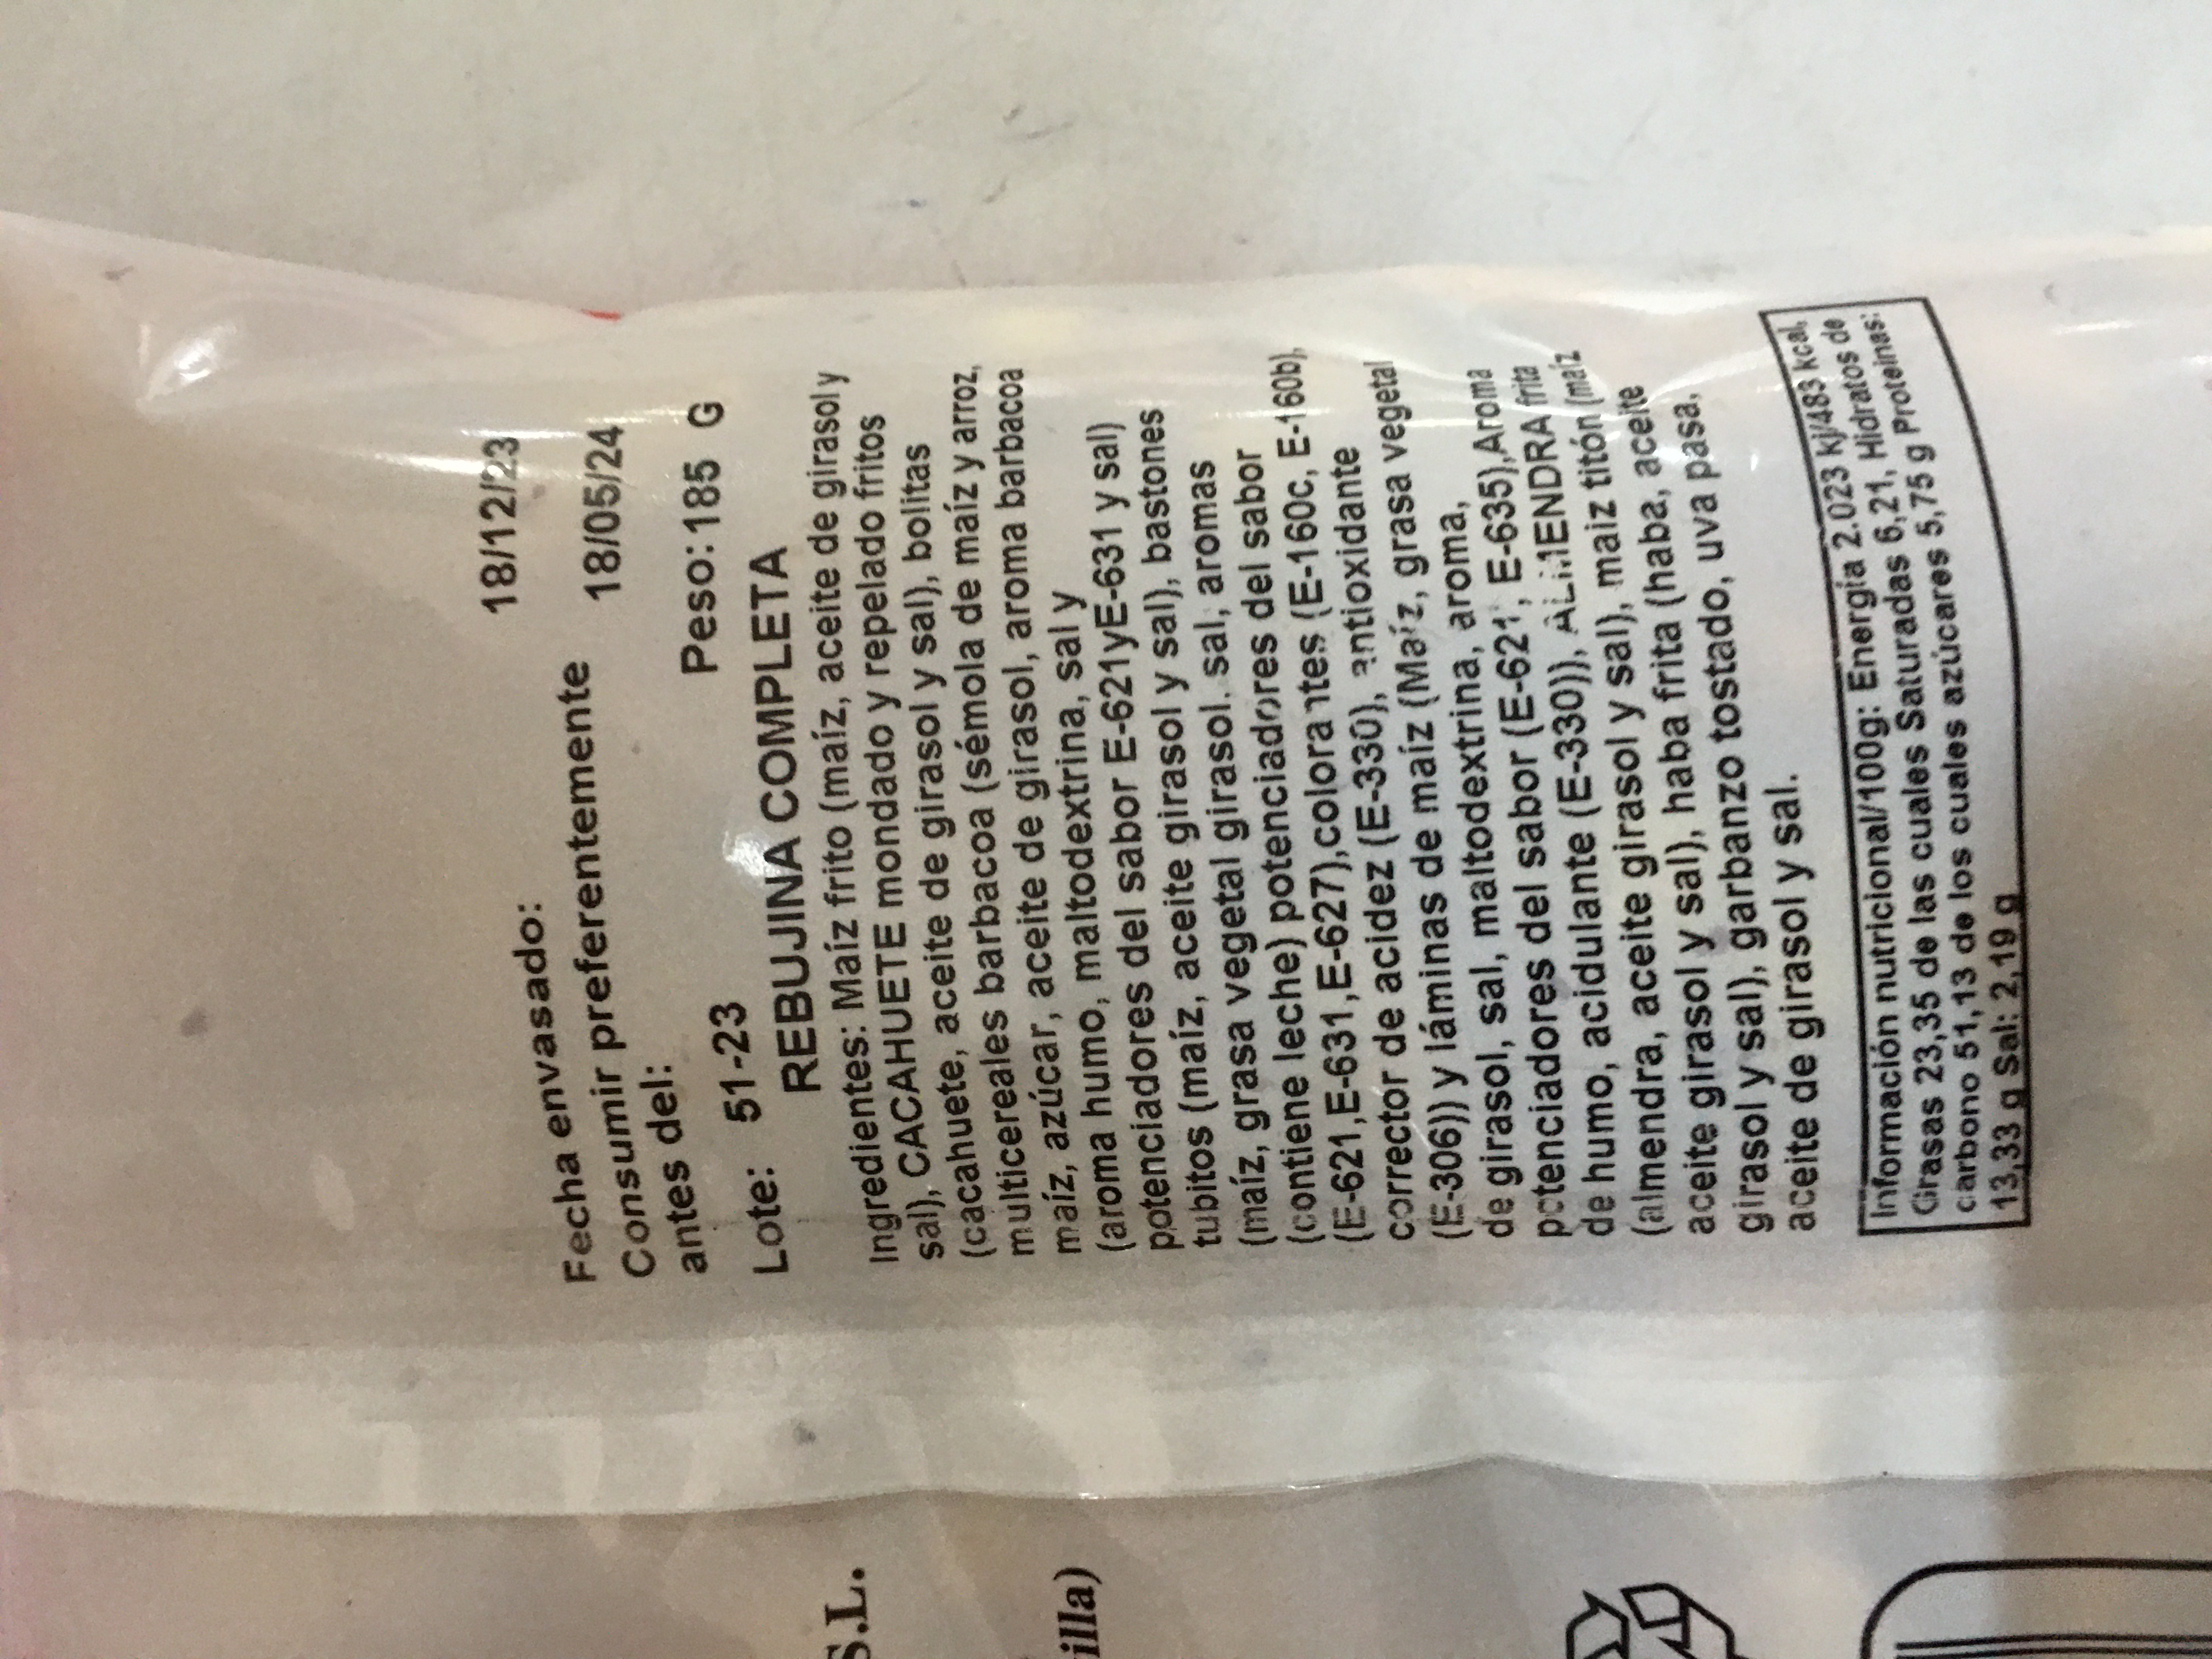 S.L.
illa)
Fecha envasado: 18/12/23
Consumir preferentemente
antes del: 18/05/24
Lote: 51-23 Peso: 185 G
REBUJINA COMPLETA
Ingredientes: Maíz frito (maíz, aceite de girasol y
sal), CACAHUETE mondado y repelado fritos
(cacahuete, aceite de girasol y sal), bolitas
multicereales barbacoa (sémola de maíz y arroz,
maíz, azúcar, aceite de girasol, aroma barbacoa
(aroma humo, maltodextrina, sal y
potenciadores del sabor E-621yE-631 y sal)
tubitos (maíz, aceite girasol y sal), bastones
(maíz, grasa vegetal girasol. sal, aromas
(contiene leche) potenciadores del sabor
(E-621,E-631,E-627),colorantes (E-160c, E-160b),
corrector de acidez (E-330), antioxidante
(E-306)) y láminas de maíz (Maíz, grasa vegetal
de girasol, sal, maltodextrina, aroma,
potenciadores del sabor (E-621, E-635),Aroma
de humo, acidulante (E-330)), ALMENDRA frita
(almendra, aceite girasol y sal), maiz titón (maíz
aceite girasol y sal), haba frita (haba, aceite
girasol y sal), garbanzo tostado, uva pasa,
aceite de girasol y sal.
Información nutricional/100g: Energía 2.023 kj/483 kcal,
Grasas 23,35 de las cuales Saturadas 6,21, Hidratos de
carbono 51,13 de los cuales azúcares 5,75 g Proteinas:
13,33 g Sal: 2,19 g